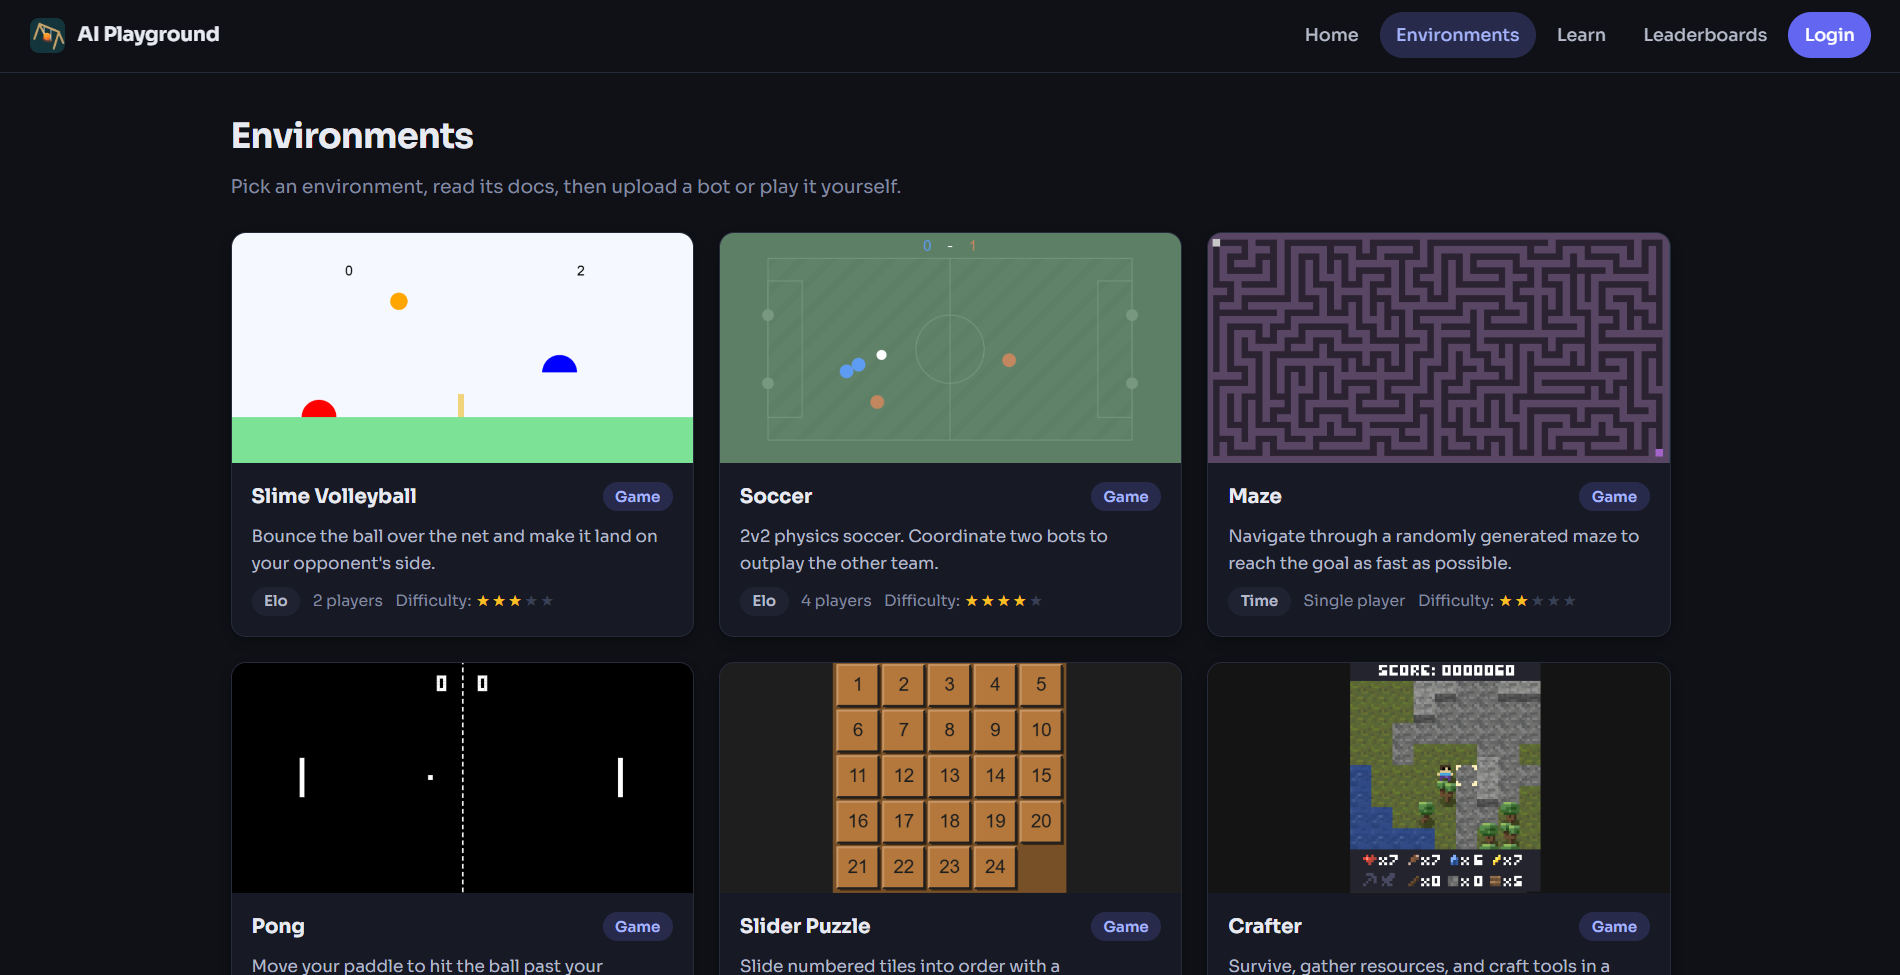 AI Playground
Home
Environments
Learn
Leaderboards
Login
Environments
Pick an environment, read its docs, then upload a bot or play it yourself.
0
2
0 - 1
Slime Volleyball
Game
Bounce the ball over the net and make it land on
your opponent's side.
Elo
2 players
Difficulty:
Soccer
Game
2v2 physics soccer. Coordinate two bots to
outplay the other team.
Elo
4 players
Difficulty:
Maze
Game
Navigate through a randomly generated maze to
reach the goal as fast as possible.
Time
Single player
Difficulty:
0
0
1 2 3 4 5
6 7 8 9 10
11 12 13 14 15
16 17 18 19 20
21 22 23 24
SCORE: 0000060
x7 x7 x6 x7
x0 x0 x5
Pong
Game
Move your paddle to hit the ball past your
Slider Puzzle
Game
Slide numbered tiles into order with a
Crafter
Game
Survive, gather resources, and craft tools in a